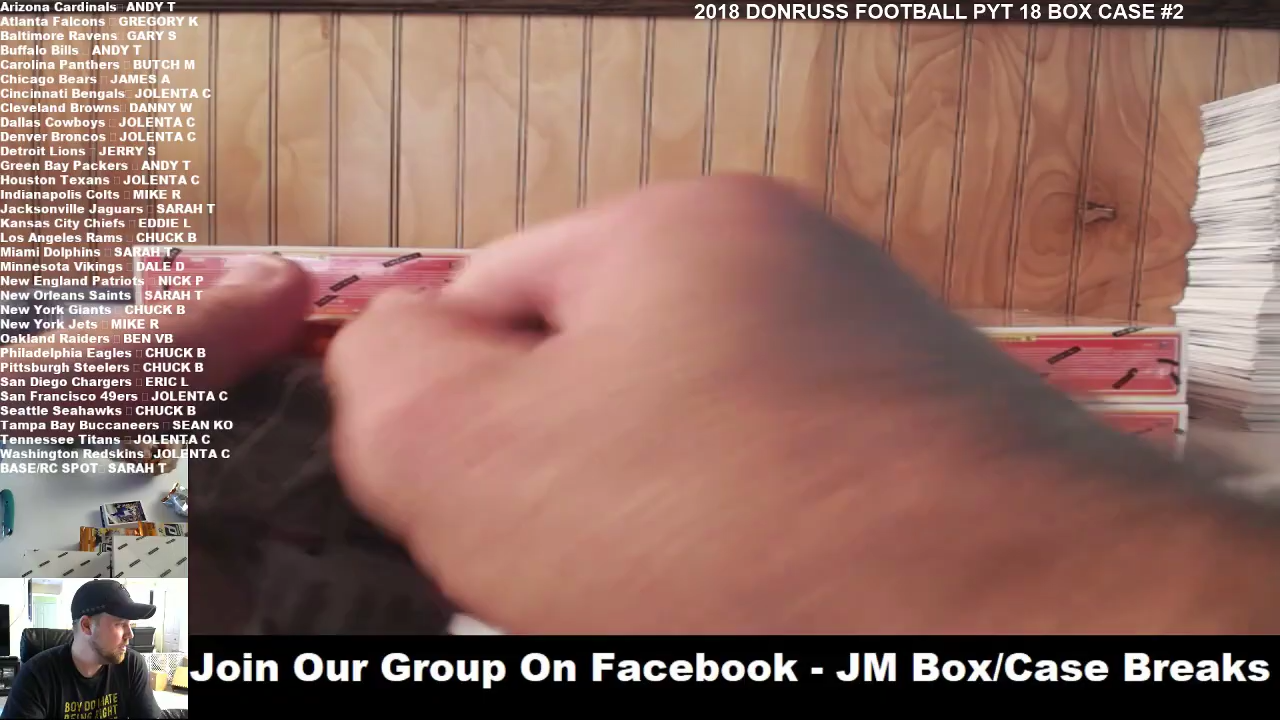 2018 DONRUSS FOOTBALL PYT 18 BOX CASE #2
Arizona Cardinals ANDY T
Atlanta Falcons GREGORY K
Baltimore Ravens GARY S
Buffalo Bills ANDY T
Carolina Panthers BUTCH M
Chicago Bears JAMES A
Cincinnati Bengals JOLENTA C
Cleveland Browns DANNY W
Dallas Cowboys JOLENTA C
Denver Broncos JOLENTA C
Detroit Lions JERRY S
Green Bay Packers ANDY T
Houston Texans JOLENTA C
Indianapolis Colts MIKE R
Jacksonville Jaguars SARAH T
Kansas City Chiefs EDDIE L
Los Angeles Rams CHUCK B
Miami Dolphins SARAH T
Minnesota Vikings DALE D
New England Patriots NICK P
New Orleans Saints SARAH T
New York Giants CHUCK B
New York Jets MIKE R
Oakland Raiders BEN VB
Philadelphia Eagles CHUCK B
Pittsburgh Steelers CHUCK B
San Diego Chargers ERIC L
San Francisco 49ers JOLENTA C
Seattle Seahawks CHUCK B
Tampa Bay Buccaneers SEAN KO
Tennessee Titans JOLENTA C
Washington Redskins JOLENTA C
BASE/RC SPOT SARAH T
BOY DO I HATE
BEING RIGHT
Join Our Group On Facebook - JM Box/Case Breaks